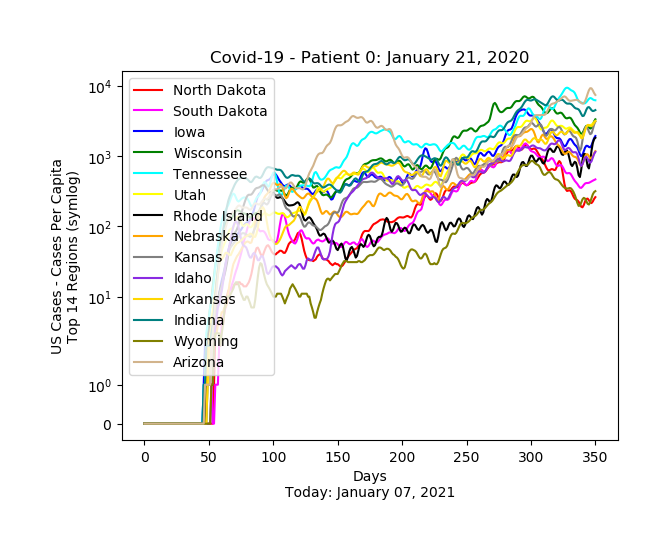 Covid-19 - Patient 0: January 21, 2020
US Cases - Cases Per Capita
Top 14 Regions (symlog)
10^4
10^3
10^2
10^1
10^0
0
North Dakota
South Dakota
Iowa
Wisconsin
Tennessee
Utah
Rhode Island
Nebraska
Kansas
Idaho
Arkansas
Indiana
Wyoming
Arizona
0 50 100 150 200 250 300 350
Days
Today: January 07, 2021